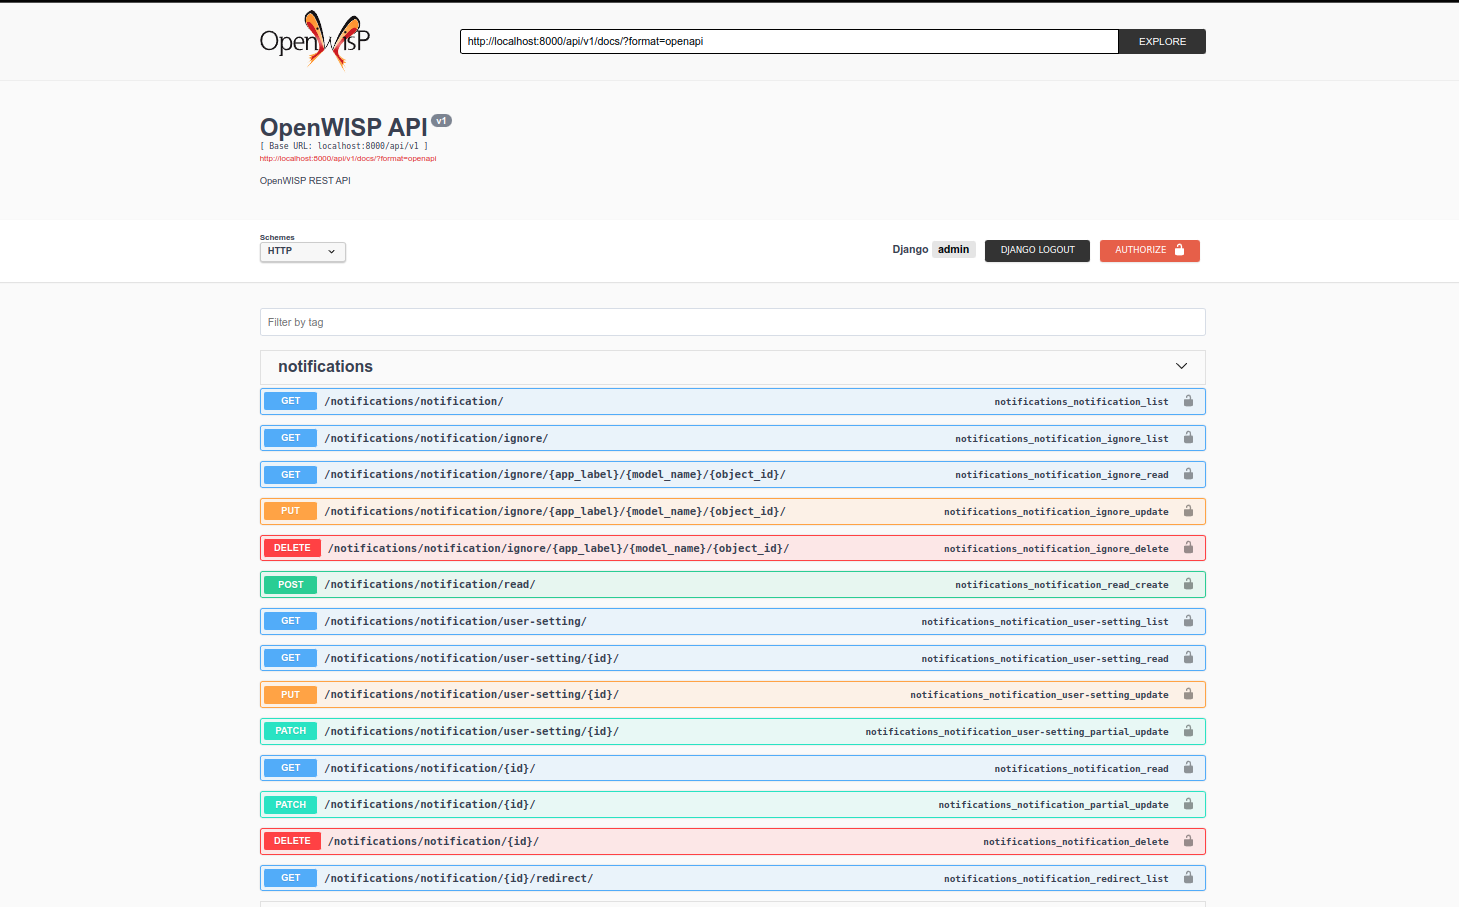 OpenWISP
http://localhost:8000/api/v1/docs/?format=openapi EXPLORE
OpenWISP API v1
[ Base URL: localhost:8000/api/v1 ]
http://localhost:8000/api/v1/docs/?format=openapi
OpenWISP REST API
Schemes
HTTP
Django admin DJANGO LOGOUT AUTHORIZE
Filter by tag
notifications
GET /notifications/notification/ notifications_notification_list
GET /notifications/notification/ignore/ notifications_notification_ignore_list
GET /notifications/notification/ignore/{app_label}/{model_name}/{object_id}/ notifications_notification_ignore_read
PUT /notifications/notification/ignore/{app_label}/{model_name}/{object_id}/ notifications_notification_ignore_update
DELETE /notifications/notification/ignore/{app_label}/{model_name}/{object_id}/ notifications_notification_ignore_delete
POST /notifications/notification/read/ notifications_notification_read_create
GET /notifications/notification/user-setting/ notifications_notification_user-setting_list
GET /notifications/notification/user-setting/{id}/ notifications_notification_user-setting_read
PUT /notifications/notification/user-setting/{id}/ notifications_notification_user-setting_update
PATCH /notifications/notification/user-setting/{id}/ notifications_notification_user-setting_partial_update
GET /notifications/notification/{id}/ notifications_notification_read
PATCH /notifications/notification/{id}/ notifications_notification_partial_update
DELETE /notifications/notification/{id}/ notifications_notification_delete
GET /notifications/notification/{id}/redirect/ notifications_notification_redirect_list